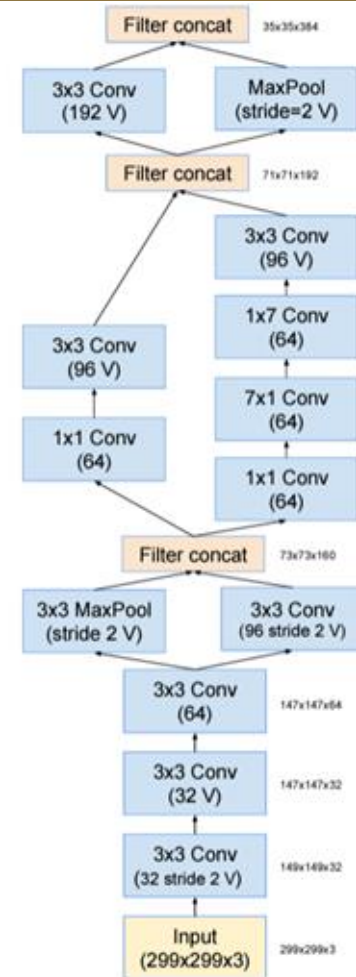 Filter concat 35x35x384
3x3 Conv
(192 V)
MaxPool
(stride=2 V)
Filter concat 71x71x192
3x3 Conv
(96 V)
1x7 Conv
(64)
3x3 Conv
(96 V)
7x1 Conv
(64)
1x1 Conv
(64)
1x1 Conv
(64)
Filter concat 73x73x160
3x3 MaxPool
(stride 2 V)
3x3 Conv
(96 stride 2 V)
3x3 Conv
(64)
147x147x64
3x3 Conv
(32 V)
147x147x32
3x3 Conv
(32 stride 2 V)
149x149x32
Input
(299x299x3)
299x299x3